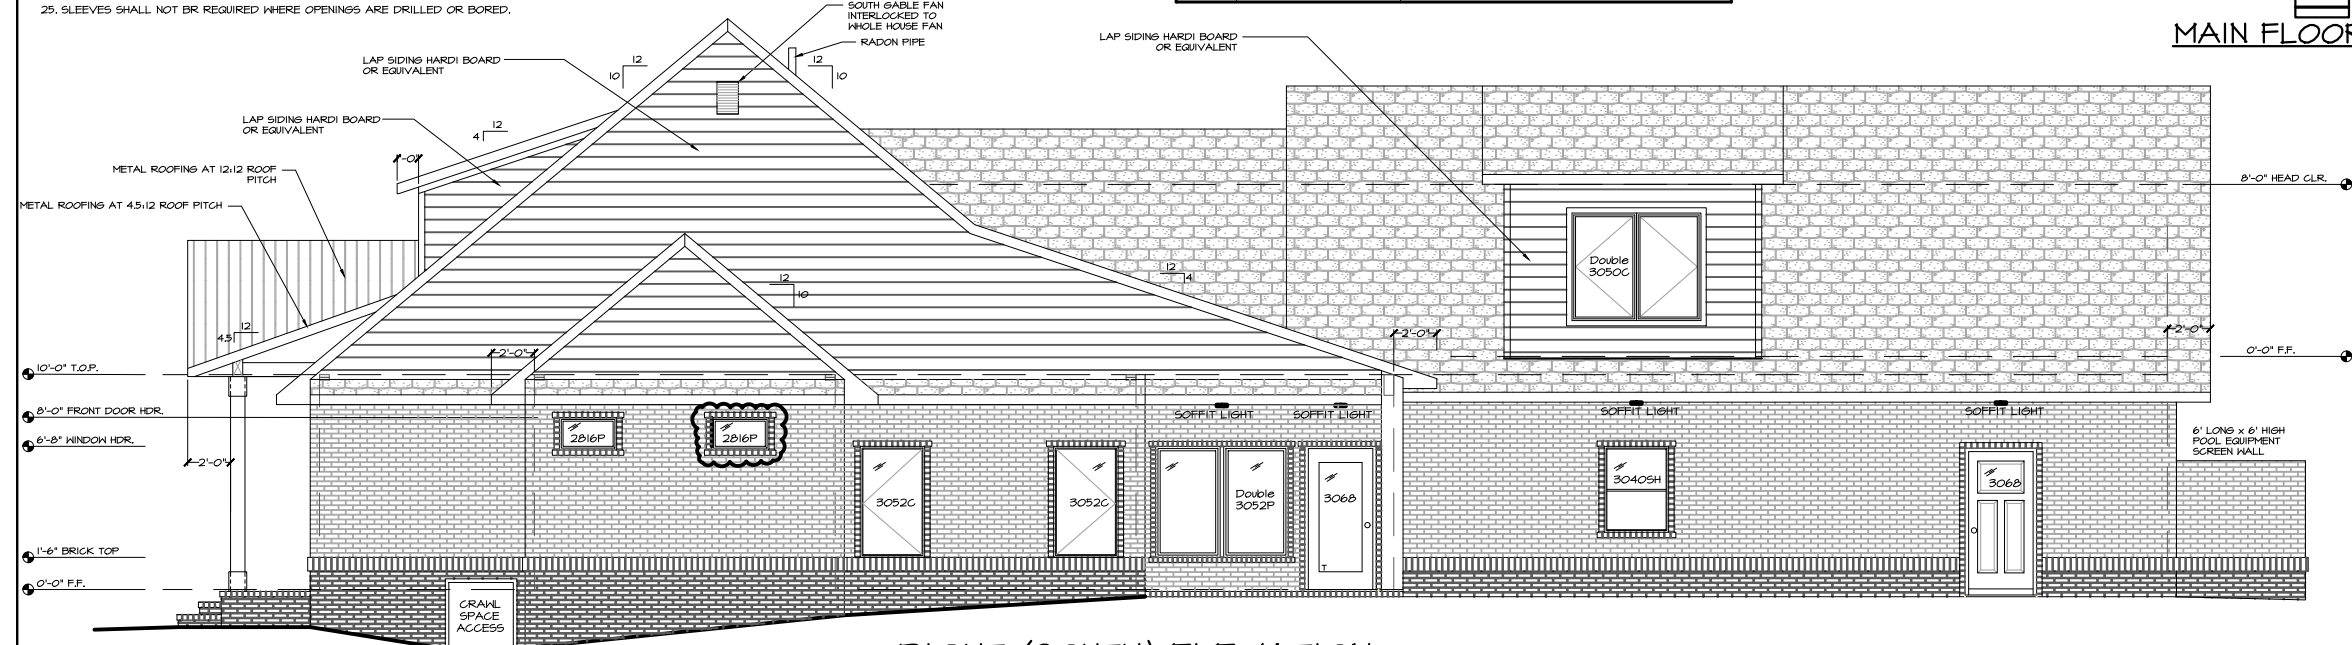 25. SLEEVES SHALL NOT BR REQUIRED WHERE OPENINGS ARE DRILLED OR BORED.
SOUTH GABLE FAN
INTERLOCKED TO
WHOLE HOUSE FAN
RADON PIPE
MAIN FLOOR
LAP SIDING HARDI BOARD
OR EQUIVALENT
LAP SIDING HARDI BOARD
OR EQUIVALENT
12
10
12
10
LAP SIDING HARDI BOARD
OR EQUIVALENT
12
4
METAL ROOFING AT 12:12 ROOF
PITCH
METAL ROOFING AT 4.5:12 ROOF PITCH
8'-0" HEAD CLR.
Double
3050C
12
10
12
4
12
4.5
2'-0"
2'-0"
2'-0"
0'-0" F.F.
10'-0" T.O.P.
8'-0" FRONT DOOR HDR.
6'-8" WINDOW HDR.
2'-0"
2816P
2816P
SOFFIT LIGHT
SOFFIT LIGHT
SOFFIT LIGHT
SOFFIT LIGHT
6' LONG x 6' HIGH
POOL EQUIPMENT
SCREEN WALL
3052C
3052C
Double
3052P
3068
3040SH
3068
1'-6" BRICK TOP
0'-0" F.F.
CRAWL
SPACE
ACCESS